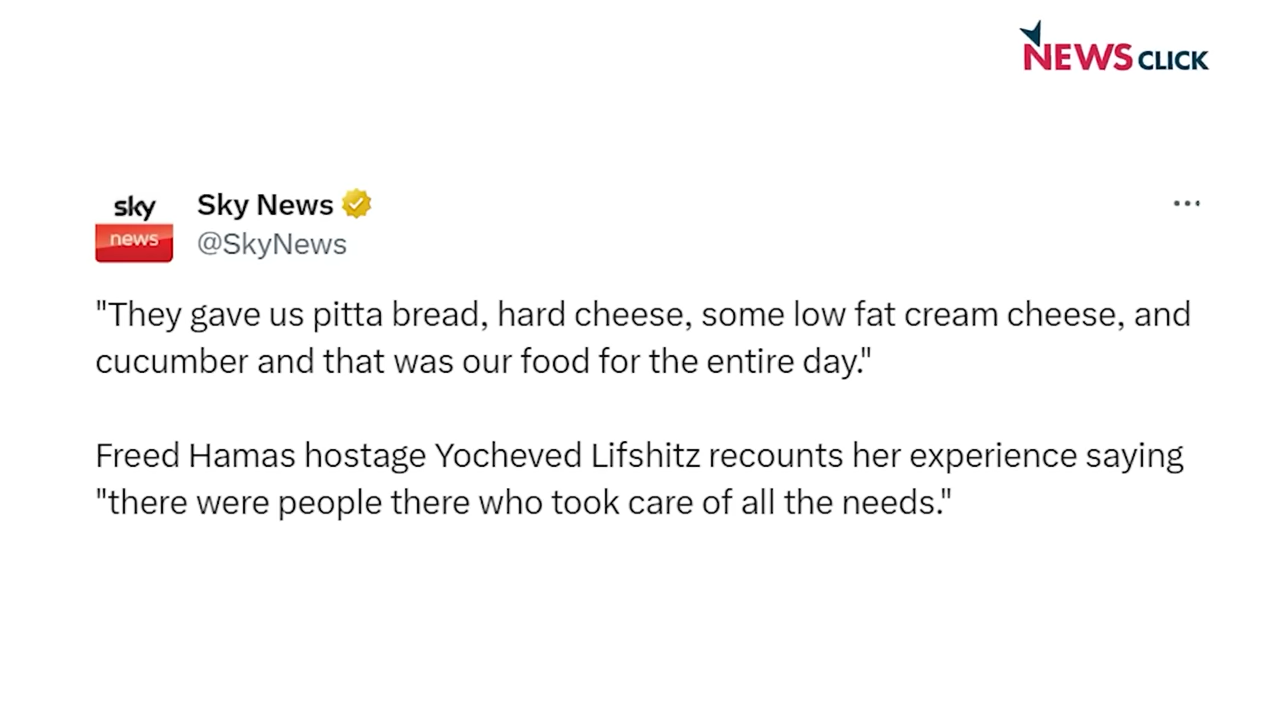 NEWS CLICK
sky
news
Sky News
@SkyNews
"They gave us pitta bread, hard cheese, some low fat cream cheese, and
cucumber and that was our food for the entire day."
Freed Hamas hostage Yocheved Lifshitz recounts her experience saying
"there were people there who took care of all the needs."